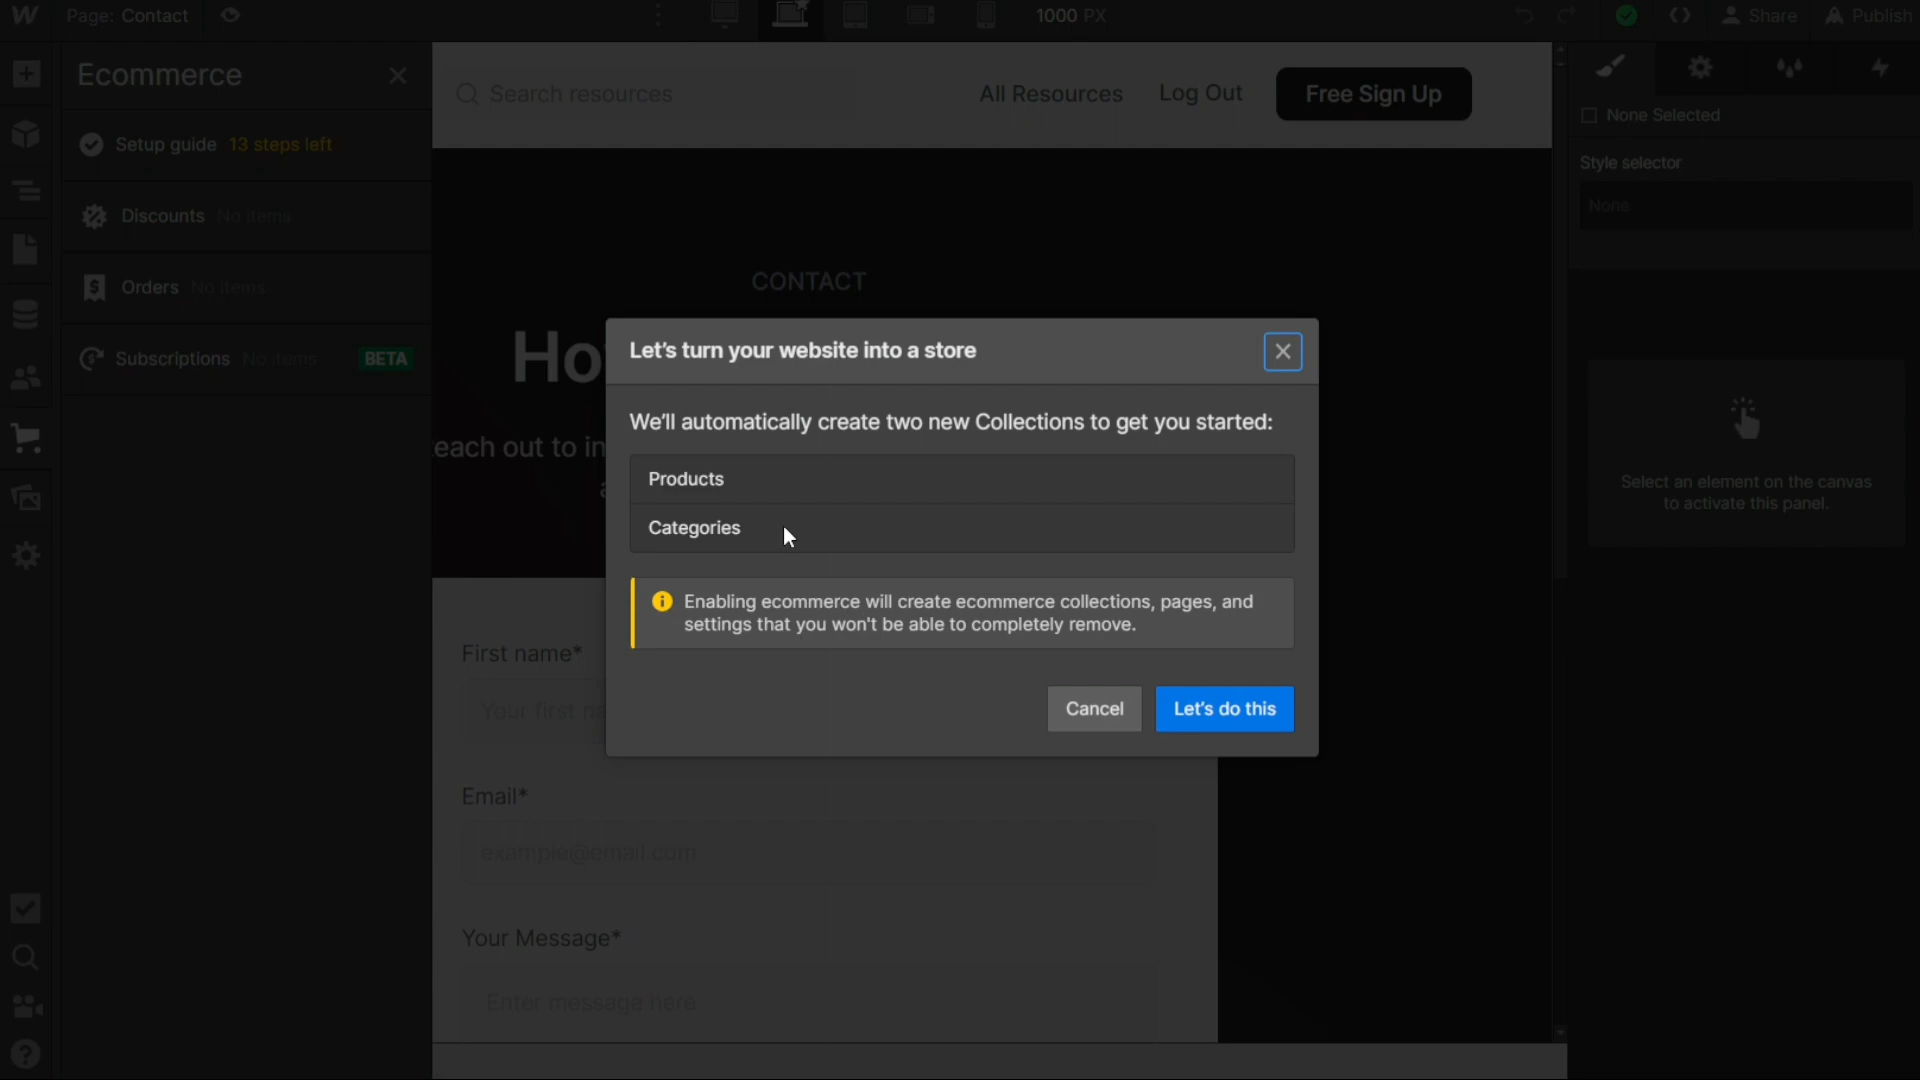 Page: Contact
1000 PX
Share
Publish
Ecommerce
Setup guide 13 steps left
Discounts No items
Orders No items
Subscriptions No items BETA
Search resources
All Resources
Log Out
Free Sign Up
CONTACT
Ho
each out to in
Let's turn your website into a store
We'll automatically create two new Collections to get you started:
Products
Categories
Enabling ecommerce will create ecommerce collections, pages, and
settings that you won't be able to completely remove.
Cancel
Let's do this
First name*
Your first na
Email*
example@email.com
Your Message*
Enter message here
None Selected
Style selector
None
Select an element on the canvas
to activate this panel.